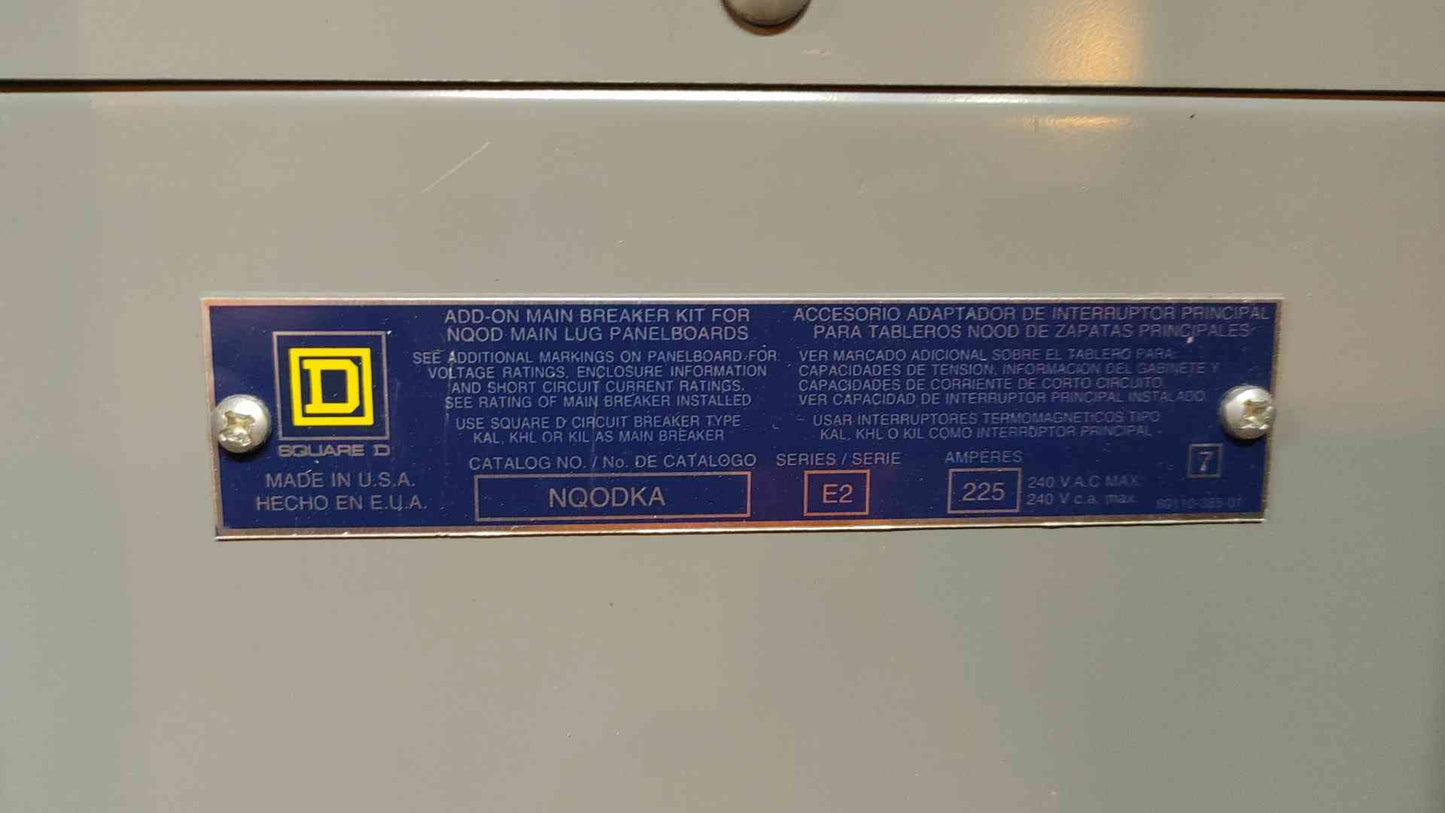 ADD-ON MAIN BREAKER KIT FOR
NQOD MAIN LUG PANELBOARDS
SEE ADDITIONAL MARKINGS ON PANELBOARD FOR
VOLTAGE RATINGS, ENCLOSURE INFORMATION
AND SHORT CIRCUIT CURRENT RATINGS.
SEE RATING OF MAIN BREAKER INSTALLED
USE SQUARE D CIRCUIT BREAKER TYPE
KAL, KHL OR KIL AS MAIN BREAKER
ACCESORIO ADAPTADOR DE INTERRUPTOR PRINCIPAL
PARA TABLEROS NQOD DE ZAPATAS PRINCIPALES
VER MARCADO ADICIONAL SOBRE EL TABLERO PARA:
CAPACIDADES DE TENSION, INFORMACION DEL GABINETE Y
CAPACIDADES DE CORRIENTE DE CORTO CIRCUITO.
VER CAPACIDAD DE INTERRUPTOR PRINCIPAL INSTALADO.
USAR INTERRUPTORES TERMOMAGNETICOS TIPO
KAL, KHL O KIL COMO INTERRUPTOR PRINCIPAL
D
SQUARE D
MADE IN U.S.A.
HECHO EN E.U.A.
CATALOG NO. / No. DE CATALOGO
NQODKA
SERIES / SERIE
E2
AMPERES
225
240 V A.C MAX.
240 V c.a. max.
7